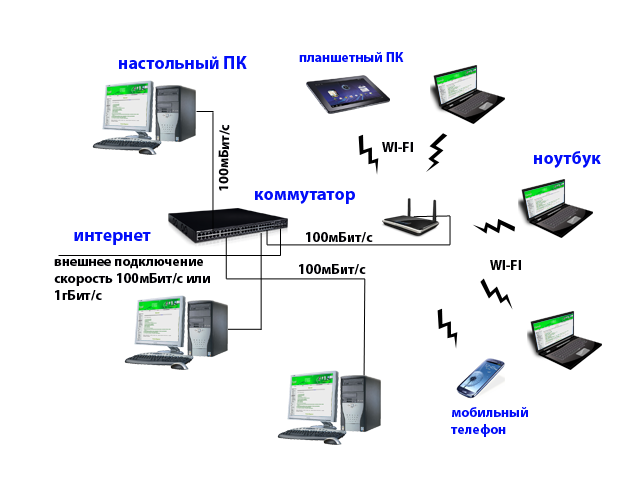 настольный ПК
планшетный ПК
WI-FI
ноутбук
100мБит/с
коммутатор
интернет
100мБит/с
внешнее подключение
скорость 100мБит/с или
1гБит/с
100мБит/с
WI-FI
мобильный
телефон